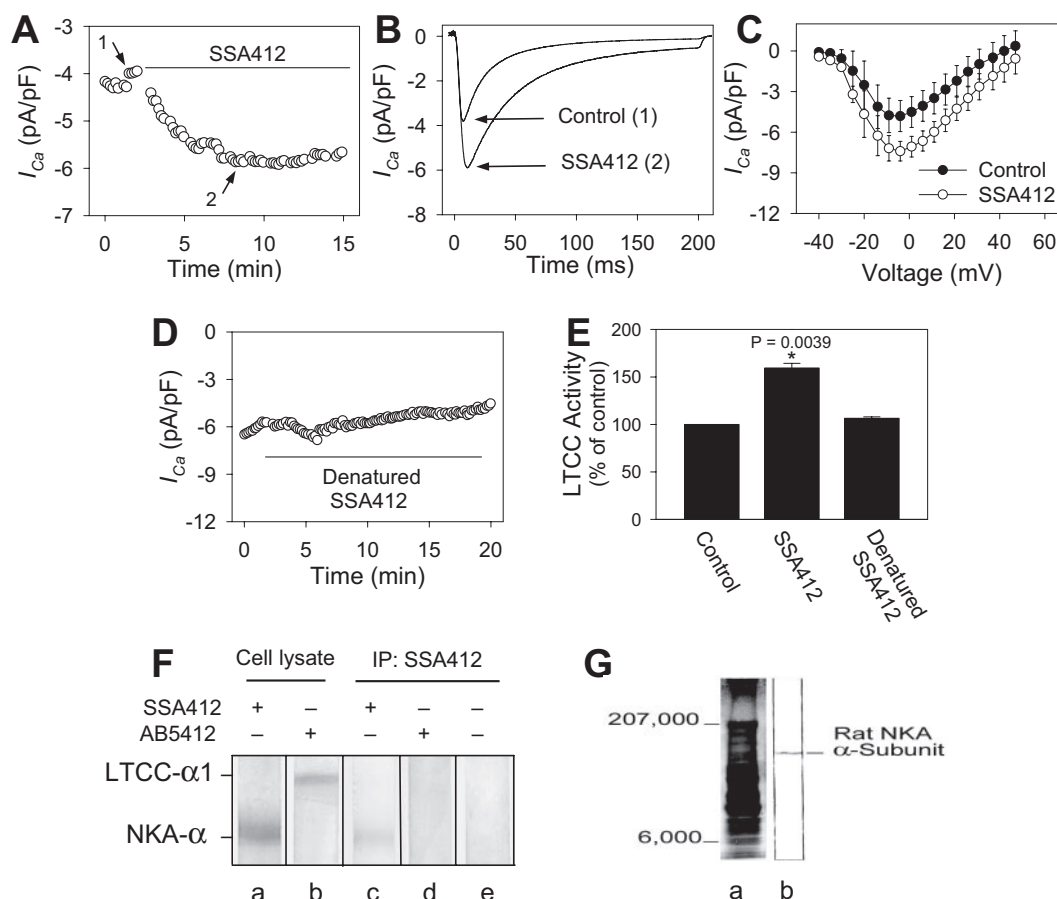 A
-3
-4
-5
-6
-7
I_Ca (pA/pF)
1
SSA412
2
0 5 10 15
Time (min)
B
0
-2
-4
-6
-8
Control (1)
SSA412 (2)
0 50 100 150 200
Time (ms)
C
0
-3
-6
-9
-12
I_Ca (pA/pF)
Control
SSA412
-40 -20 0 20 40 60
Voltage (mV)
D
0
-3
-6
-9
-12
I_Ca (pA/pF)
Denatured
SSA412
0 5 10 15 20
Time (min)
E
200
150
100
50
0
LTCC Activity
(% of control)
P = 0.0039
*
Control
SSA412
Denatured
SSA412
F
Cell lysate IP: SSA412
SSA412 + – + – –
AB5412 – + – + –
LTCC-α1
NKA-α
a b c d e
G
207,000
6,000
Rat NKA
α-Subunit
a b